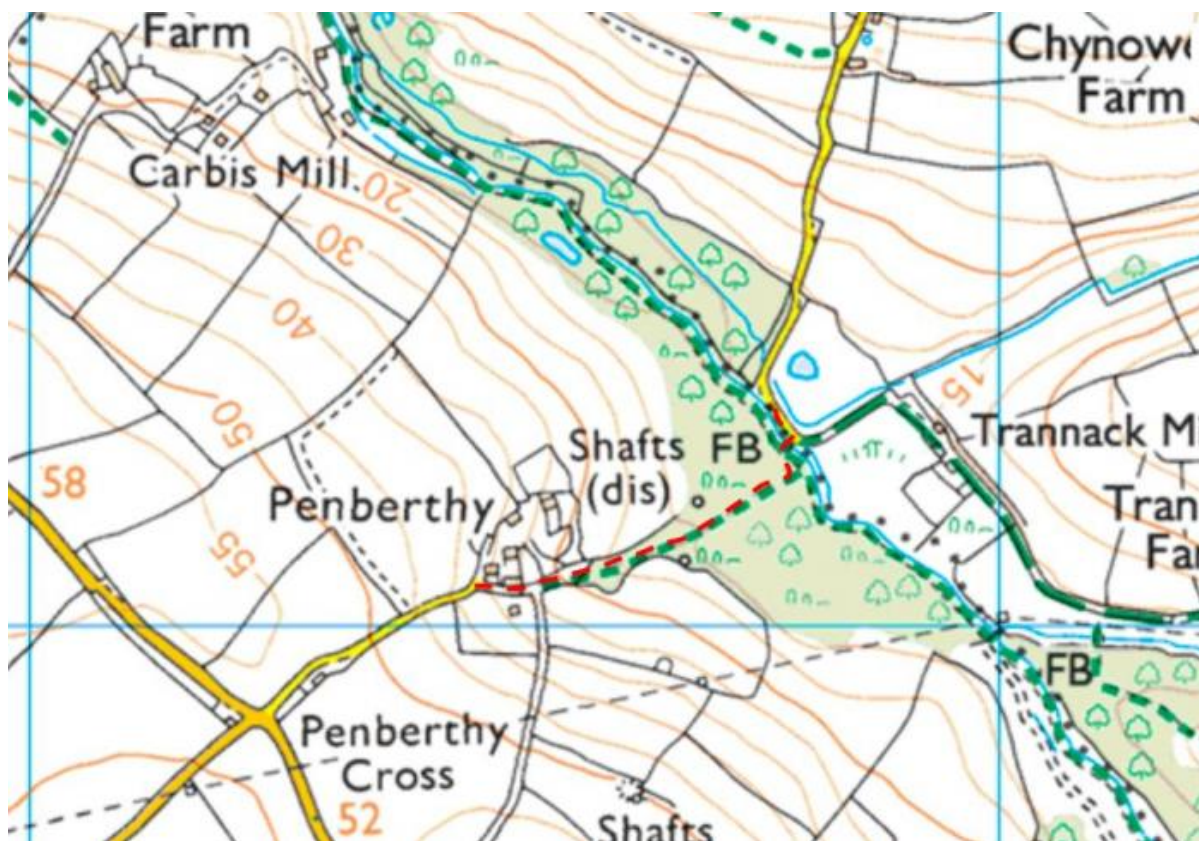 Farm
Chynow
Farm
Carbis Mill
20
30
40
50
55
58
15
Shafts
(dis)
FB
Penberthy
Trannack Mi
Tran
Fa
FB
Penberthy
Cross
52
Shafts